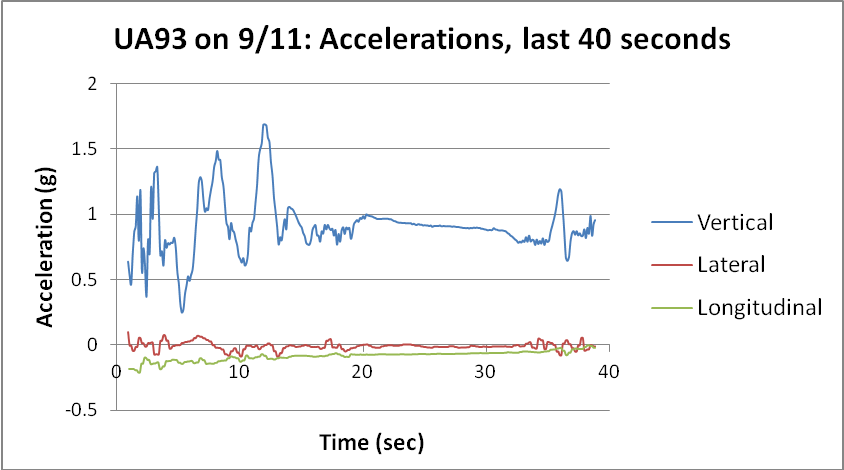 UA93 on 9/11: Accelerations, last 40 seconds
2
1.5
1
0.5
0
-0.5
Acceleration (g)
0 10 20 30 40
Time (sec)
Vertical
Lateral
Longitudinal